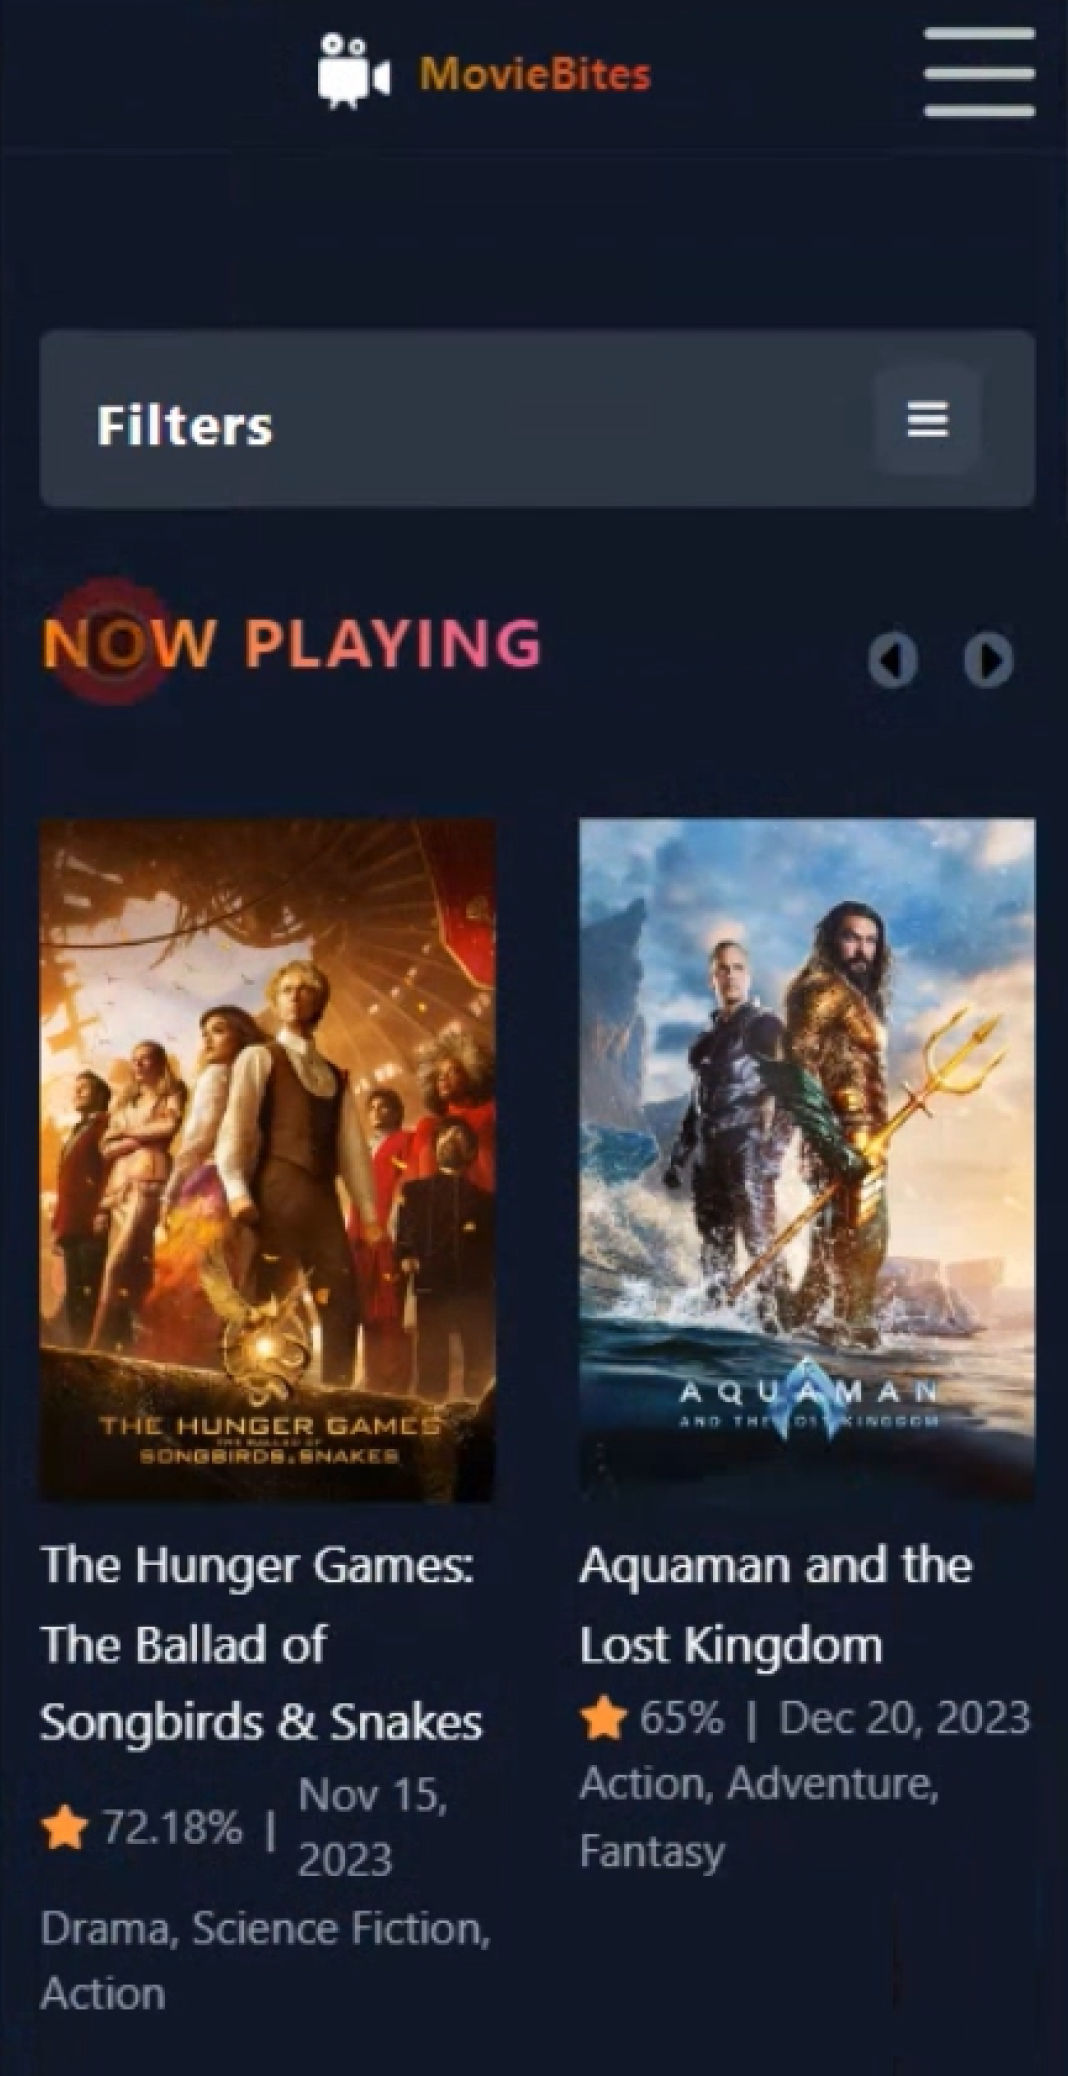 MovieBites
Filters
NOW PLAYING
THE HUNGER GAMES
THE BALLAD OF
SONGBIRDS & SNAKES
AQUAMAN
AND THE LOST KINGDOM
The Hunger Games:
The Ballad of
Songbirds & Snakes
72.18% | Nov 15,
2023
Drama, Science Fiction,
Action
Aquaman and the
Lost Kingdom
65% | Dec 20, 2023
Action, Adventure,
Fantasy